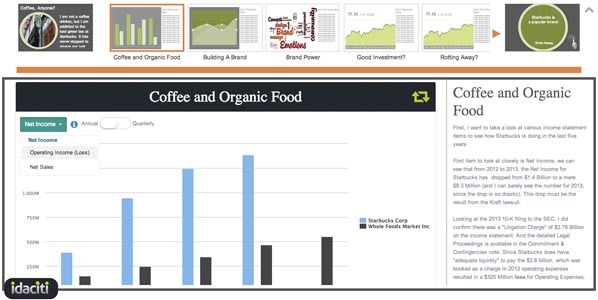 Coffee, Anyone?
I am not a coffee
drinker, but I am
addicted to the
iced green tea at
Starbucks. It has
never stopped to
Starbucks is
a popular brand
Emily Huang
Coffee and Organic Food
Building A Brand
Brand Power
Good Investment?
Rotting Away?
Connects
Brand
community
Emotions
75.4¢
75.4¢
Coffee and Organic Food
Net Income
Annual
Quarterly
Net Income
Operating Income (Loss)
Net Sales
1,000M
750M
500M
250M
Starbucks Corp
Whole Foods Market Inc
Coffee and Organic
Food
First, I want to take a look at various income statement
items to see how Starbucks is doing in the last five
years.
First item to look at closely is Net Income, we can
see that from 2012 to 2013, the Net Income for
Starbucks has dropped from $1.4 Billion to a mere
$8.3 Million (and I can barely see the number for 2013,
since the drop is so drastic). This drop must be the
result from the Kraft lawsuit.
Looking at the 2013 10-K filing to the SEC, I did
confirm there was a "Litigation Charge" of $2.78 Billion
on the income statement. And the detailed Legal
Proceedings is available in the Commitment &
Contingencies note. Since Starbucks does have
"adequate liquidity" to pay the $2.8 billion, which was
booked as a charge to 2013 operating expenses
resulted in a $325 Million loss for Operating Expenses.
idaciti